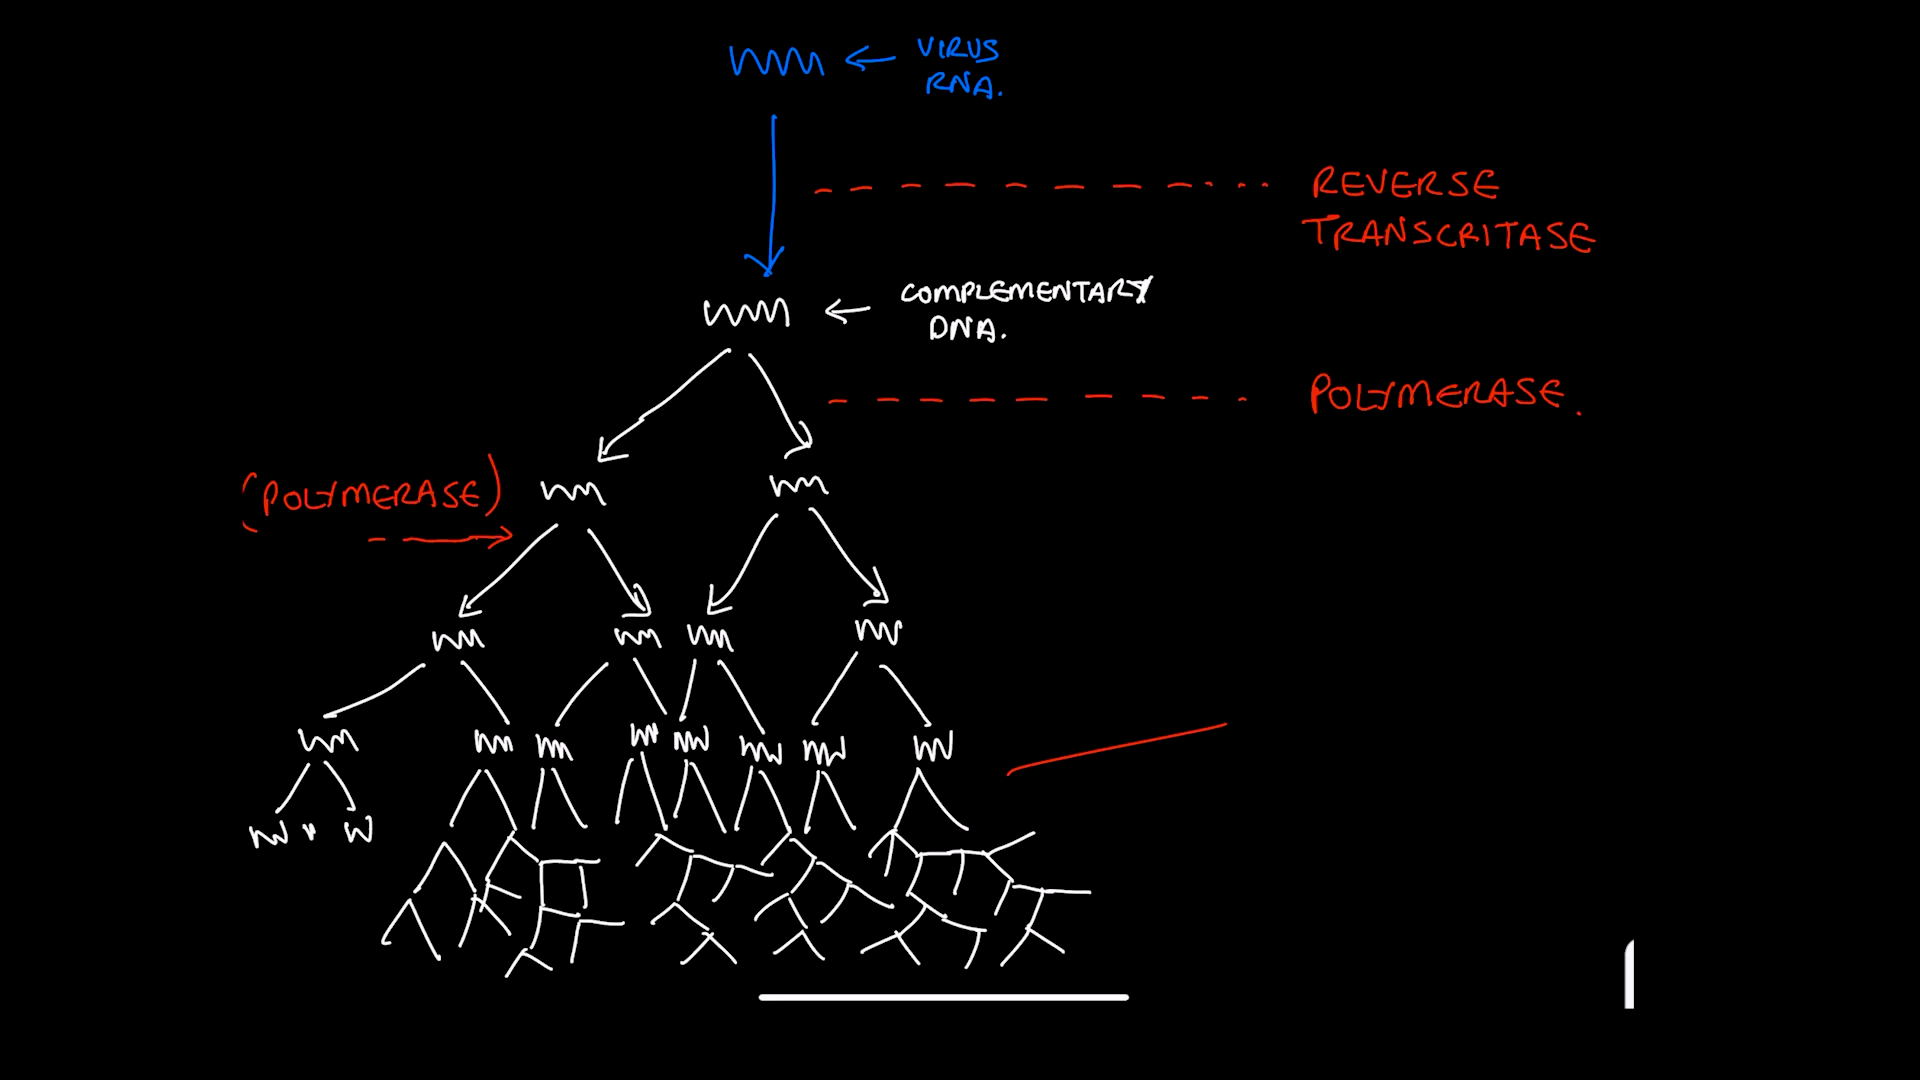 VIRUS
RNA.
REVERSE
TRANSCRITASE
COMPLEMENTARY
DNA.
POLYMERASE.
(POLYMERASE)